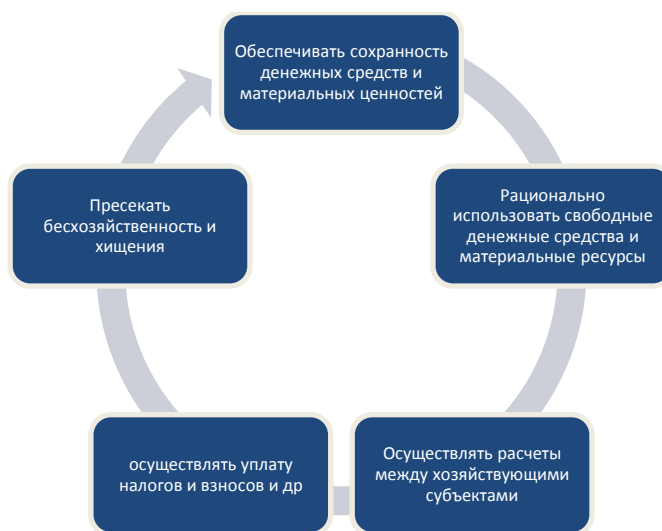 Обеспечивать сохранность
денежных средств и
материальных ценностей
Рационально
использовать свободные
денежные средства и
материальные ресурсы
Осуществлять расчеты
между хозяйствующими
субъектами
осуществлять уплату
налогов и взносов и др
Пресекать
бесхозяйственность и
хищения